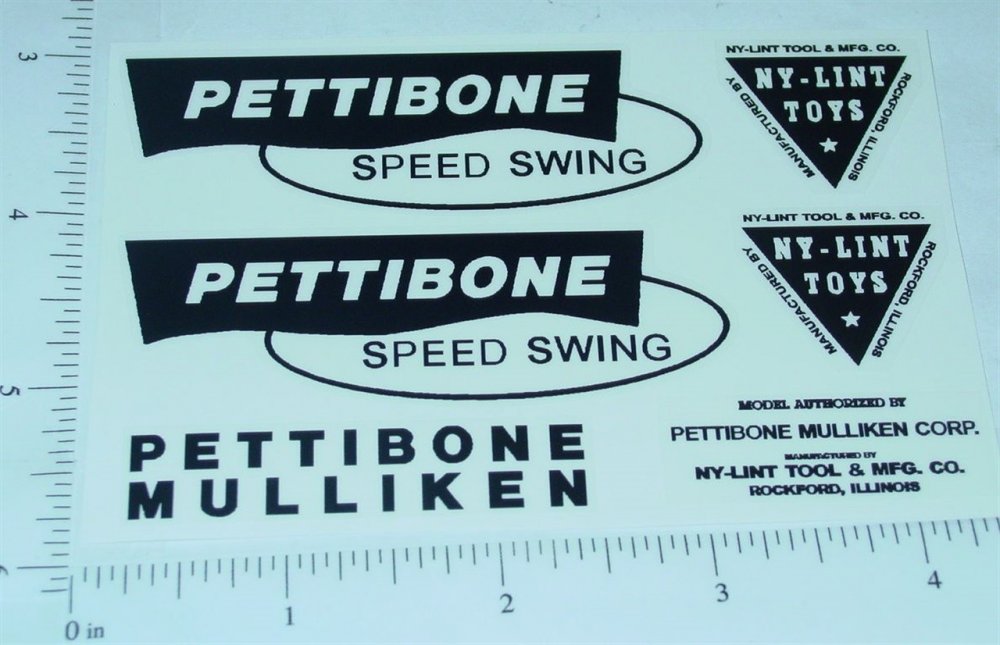 PETTIBONE
SPEED SWING
NY-LINT TOOL & MFG. CO.
MANUFACTURED BY
NY-LINT
TOYS
ROCKFORD, ILLINOIS
PETTIBONE
SPEED SWING
NY-LINT TOOL & MFG. CO.
MANUFACTURED BY
NY-LINT
TOYS
ROCKFORD, ILLINOIS
PETTIBONE
MULLIKEN
MODEL AUTHORIZED BY
PETTIBONE MULLIKEN CORP.
MANUFACTURED BY
NY-LINT TOOL & MFG. CO.
ROCKFORD, ILLINOIS
3
4
5
6
0 in
1
2
3
4